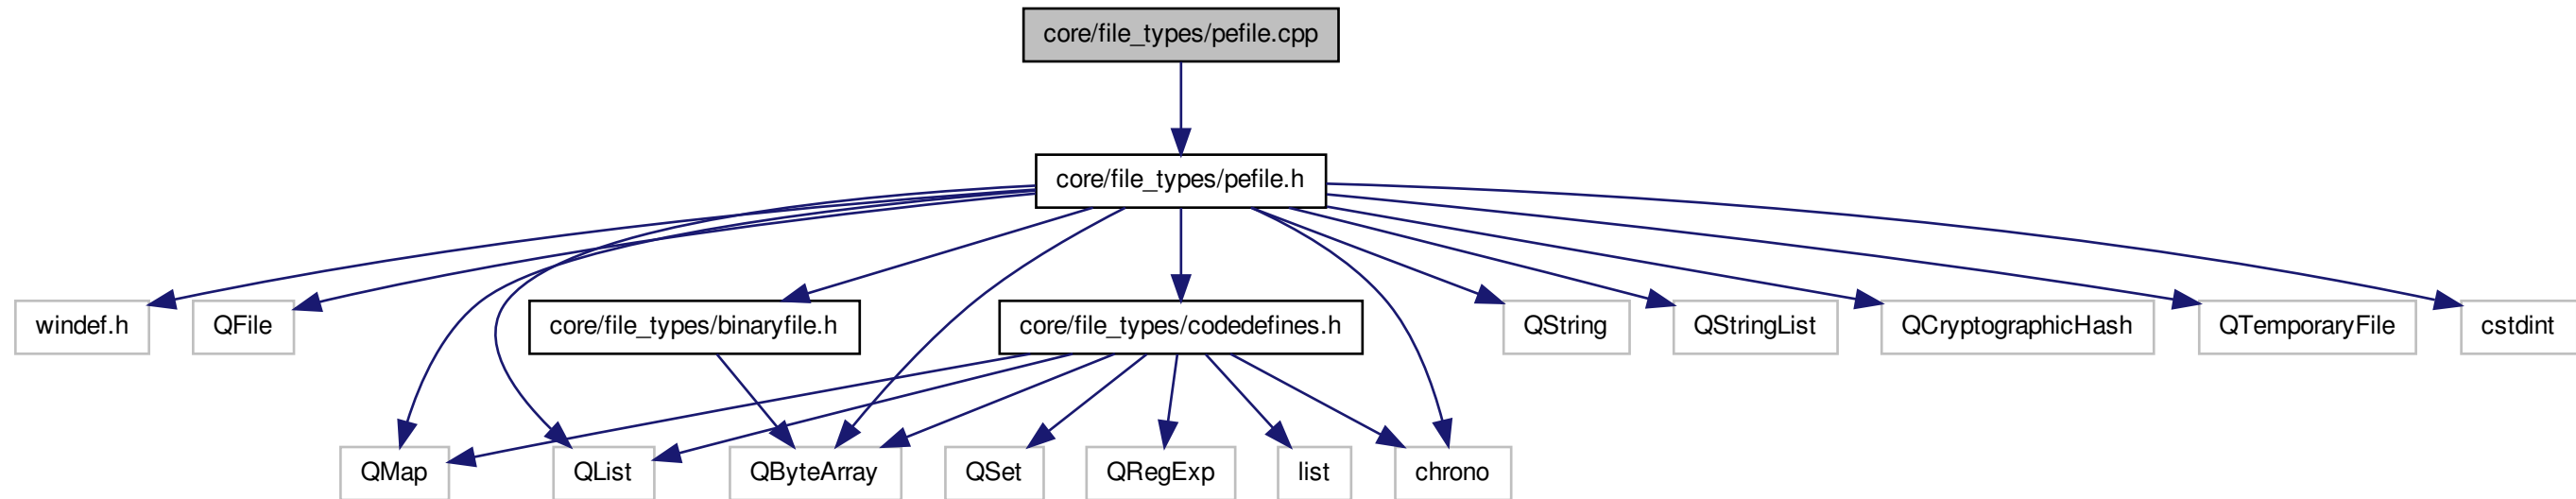 core/file_types/pefile.cpp
core/file_types/pefile.h
windef.h
QFile
core/file_types/binaryfile.h
core/file_types/codedefines.h
QString
QStringList
QCryptographicHash
QTemporaryFile
cstdint
QMap
QList
QByteArray
QSet
QRegExp
list
chrono